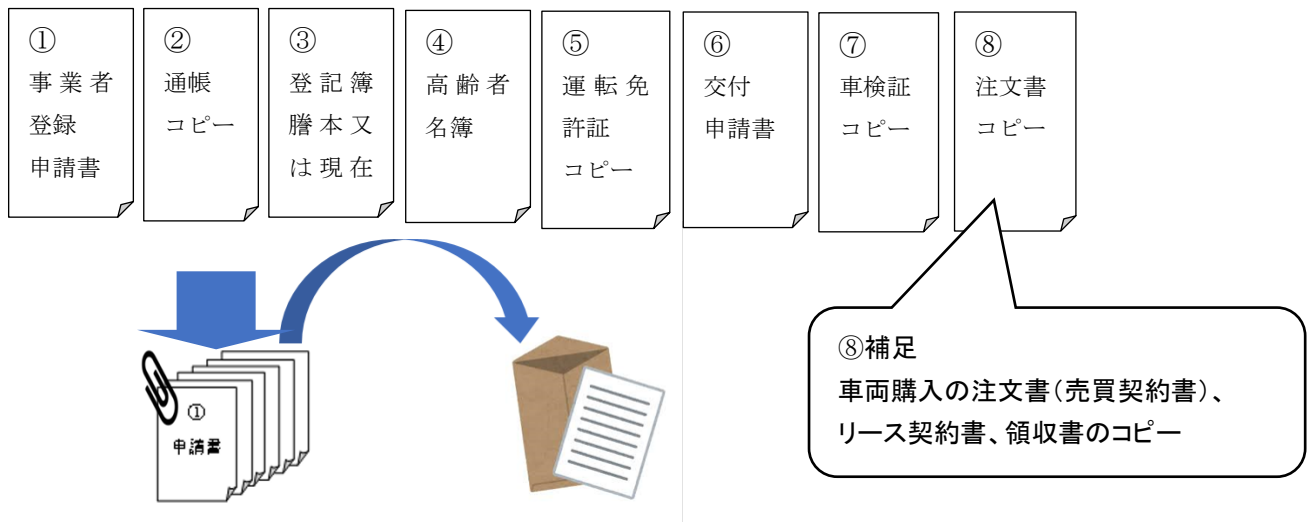 ①
事業者
登録
申請書
②
通帳
コピー
③
登記簿
謄本又
は現在
④
高齢者
名簿
⑤
運転免
許証
コピー
⑥
交付
申請書
⑦
車検証
コピー
⑧
注文書
コピー
①
申請書
⑧補足
車両購入の注文書(売買契約書)、
リース契約書、領収書のコピー